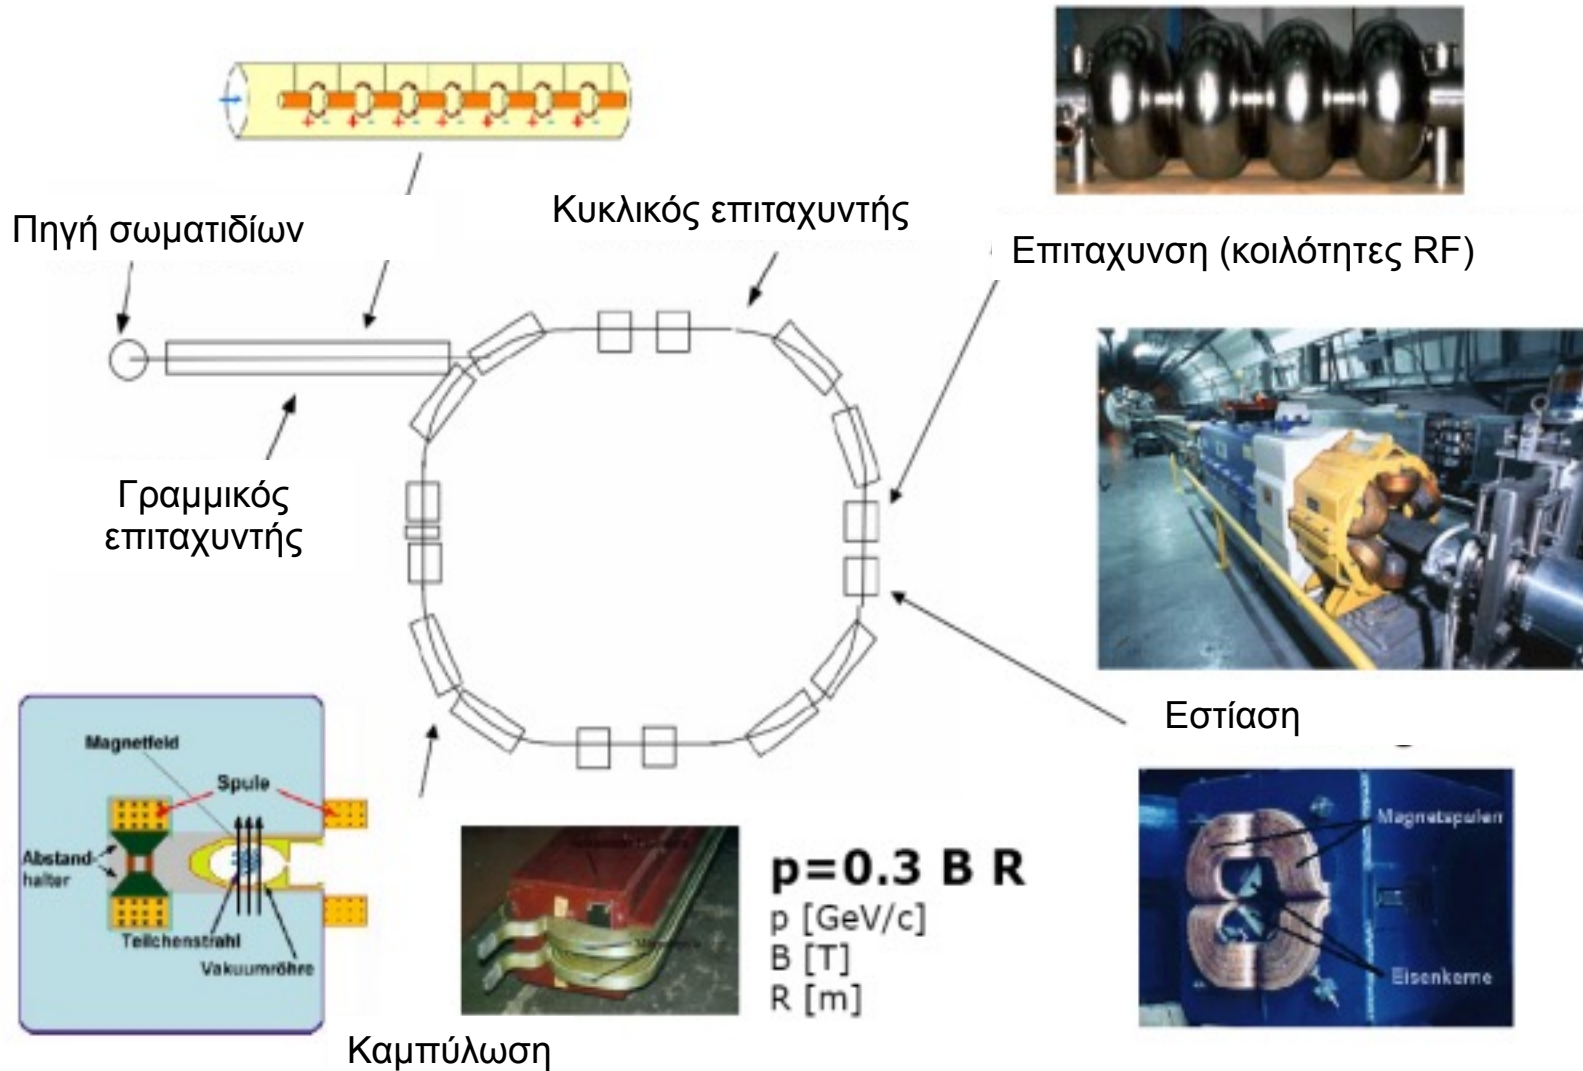 Πηγή σωματιδίων
Κυκλικός επιταχυντής
Επιταχυνση (κοιλότητες RF)
Γραμμικός
επιταχυντής
+ - + - + - + - + - + - + -
Εστίαση
Magnetfeld
Spule
Abstand-
halter
Teilchenstrahl
Vakuumröhre
Καμπύλωση
p=0.3 B R
p [GeV/c]
B [T]
R [m]
Magnetspulen
Eisenkerne